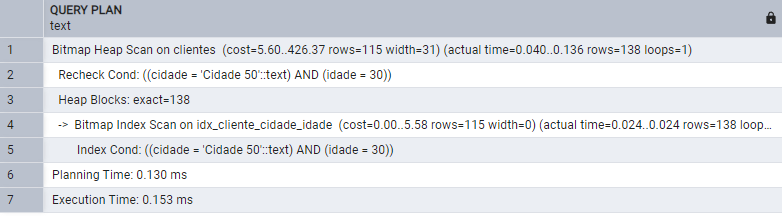 QUERY PLAN
text
1 Bitmap Heap Scan on clientes (cost=5.60..426.37 rows=115 width=31) (actual time=0.040..0.136 rows=138 loops=1)
2 Recheck Cond: ((cidade = 'Cidade 50'::text) AND (idade = 30))
3 Heap Blocks: exact=138
4 -> Bitmap Index Scan on idx_cliente_cidade_idade (cost=0.00..5.58 rows=115 width=0) (actual time=0.024..0.024 rows=138 loop...
5 Index Cond: ((cidade = 'Cidade 50'::text) AND (idade = 30))
6 Planning Time: 0.130 ms
7 Execution Time: 0.153 ms